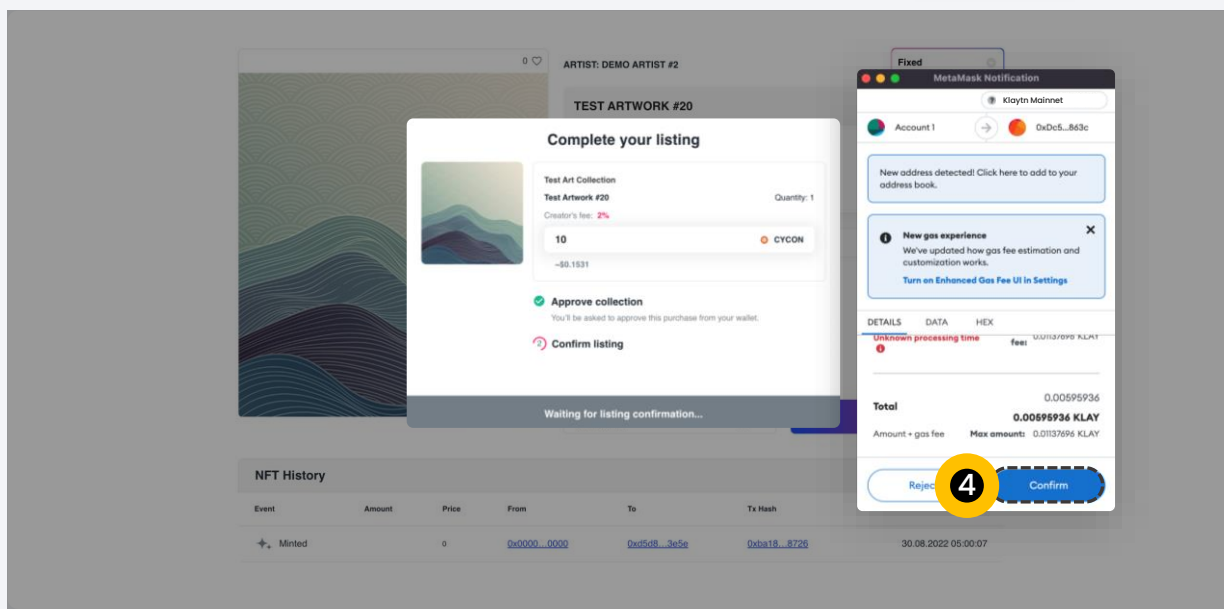 0
ARTIST: DEMO ARTIST #2
Fixed
TEST ARTWORK #20
Complete your listing
Test Art Collection
Test Artwork #20
Quantity: 1
Creator's fee: 2%
10
CYCON
~$0.1531
Approve collection
You'll be asked to approve this purchase from your wallet.
2
Confirm listing
Waiting for listing confirmation...
MetaMask Notification
Klaytn Mainnet
Account 1
0xDc5...863c
New address detected! Click here to add to your
address book.
New gas experience
We've updated how gas fee estimation and
customization works.
Turn on Enhanced Gas Fee UI in Settings
DETAILS DATA HEX
Unknown processing time
fee: 0.01137696 KLAY
Total
0.00595936
0.00595936 KLAY
Amount + gas fee
Max amount: 0.01137696 KLAY
Rejec
4
Confirm
NFT History
Event Amount Price From To Tx Hash
Minted 0 0x0000...0000 0xd5d8...3e5e 0xba18...8726 30.08.2022 05:00:07